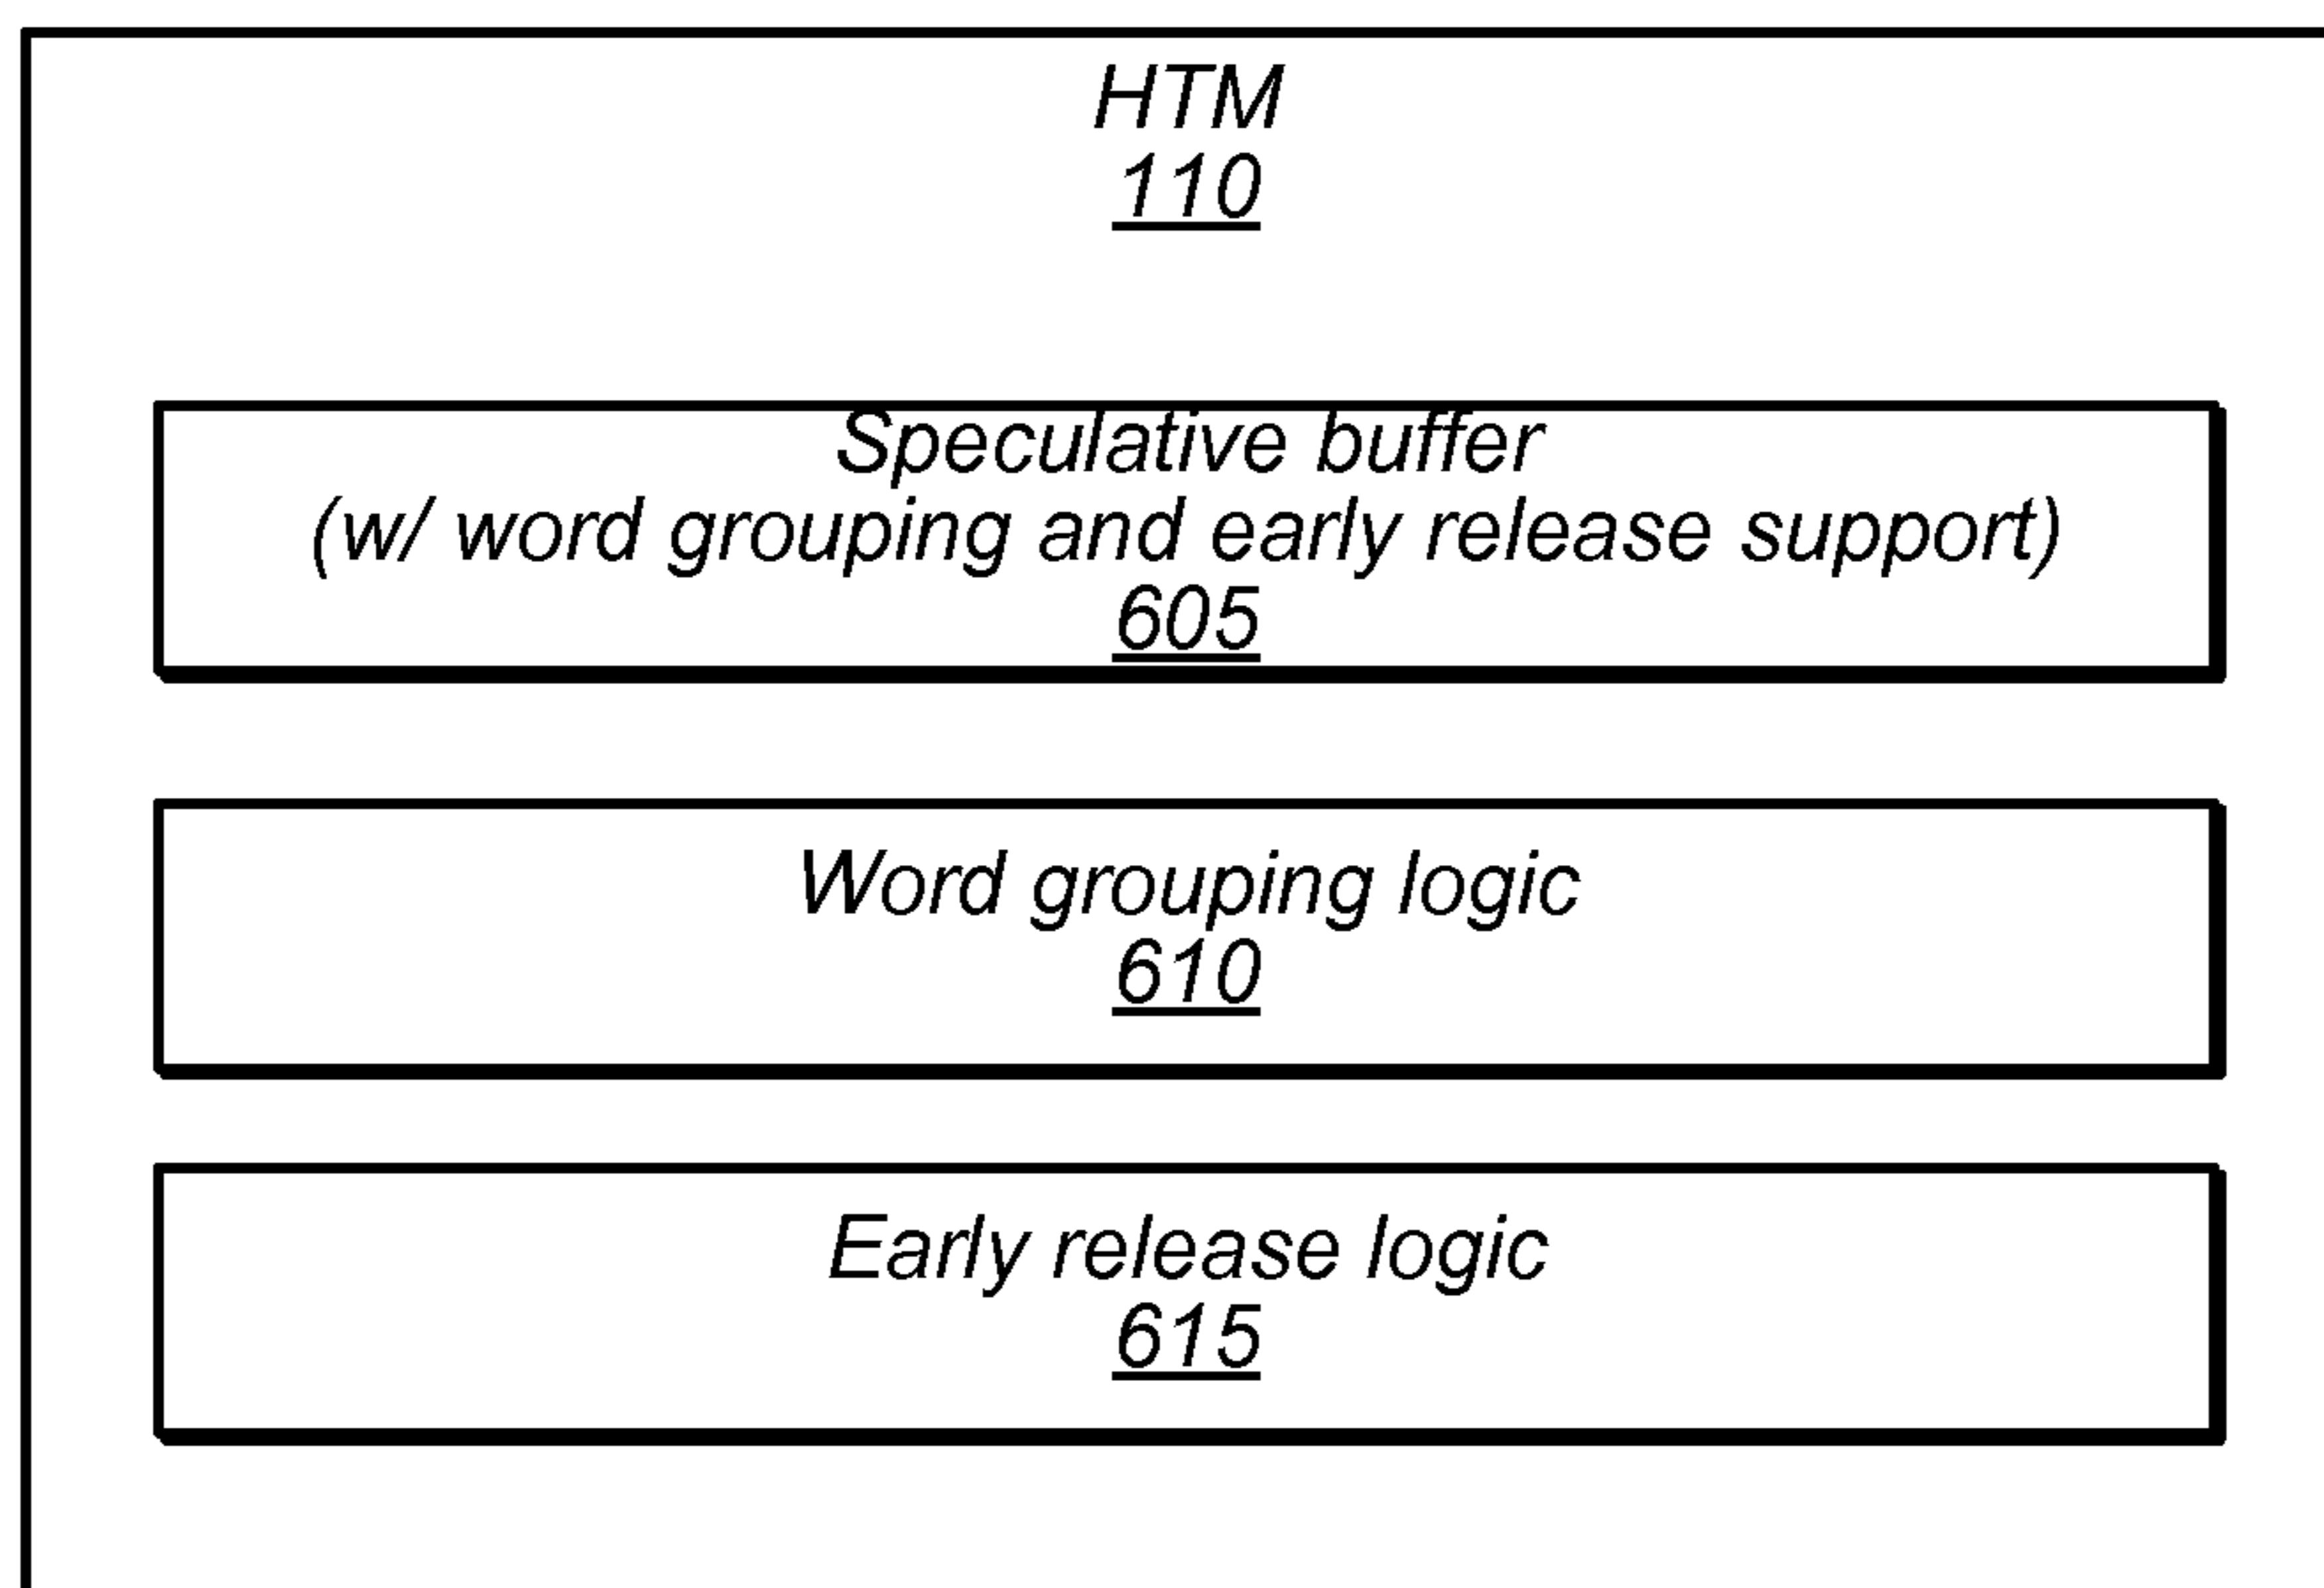 HTM
110
Speculative buffer
(w/ word grouping and early release support)
605
Word grouping logic
610
Early release logic
615